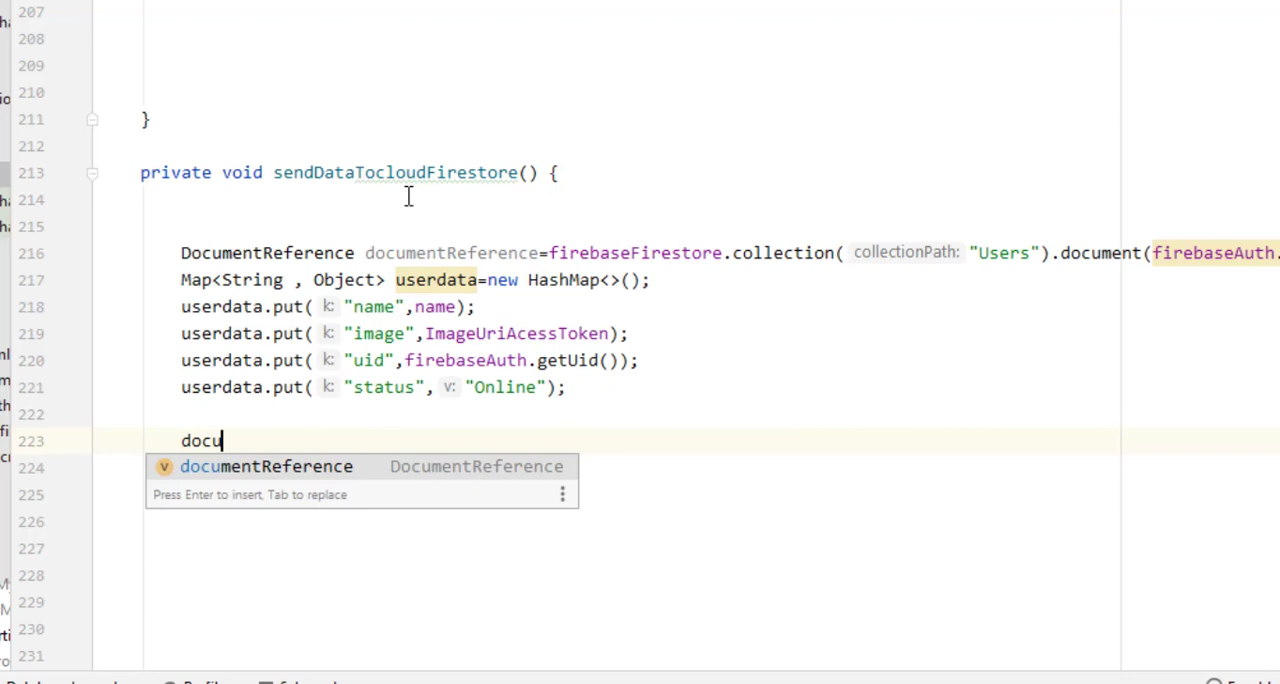 207
208
209
210
211 }
212
213 private void sendDataTocloudFirestore() {
214
215
216 DocumentReference documentReference=firebaseFirestore.collection( collectionPath: "Users").document(firebaseAuth.
217 Map<String , Object> userdata=new HashMap<>();
218 userdata.put( k: "name",name);
219 userdata.put( k: "image",ImageUriAcessToken);
220 userdata.put( k: "uid",firebaseAuth.getUid());
221 userdata.put( k: "status", v: "Online");
222
223 docu
224 v documentReference DocumentReference
225 Press Enter to insert, Tab to replace
226
227
228
229
230
231